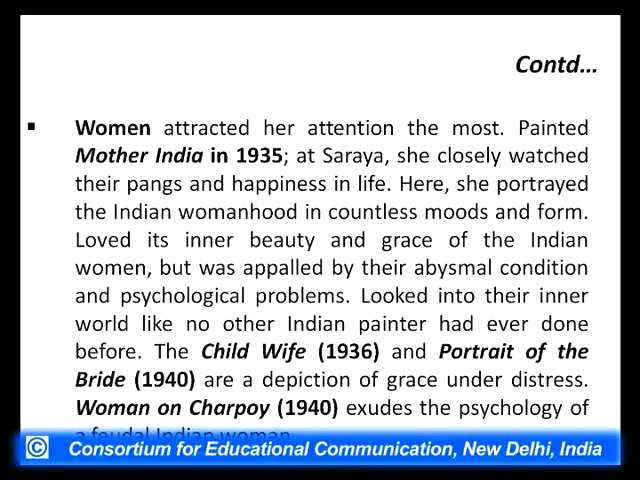 Contd…
▪ Women attracted her attention the most. Painted
Mother India in 1935; at Saraya, she closely watched
their pangs and happiness in life. Here, she portrayed
the Indian womanhood in countless moods and form.
Loved its inner beauty and grace of the Indian
women, but was appalled by their abysmal condition
and psychological problems. Looked into their inner
world like no other Indian painter had ever done
before. The Child Wife (1936) and Portrait of the
Bride (1940) are a depiction of grace under distress.
Woman on Charpoy (1940) exudes the psychology of
a feudal Indian woman
© Consortium for Educational Communication, New Delhi, India